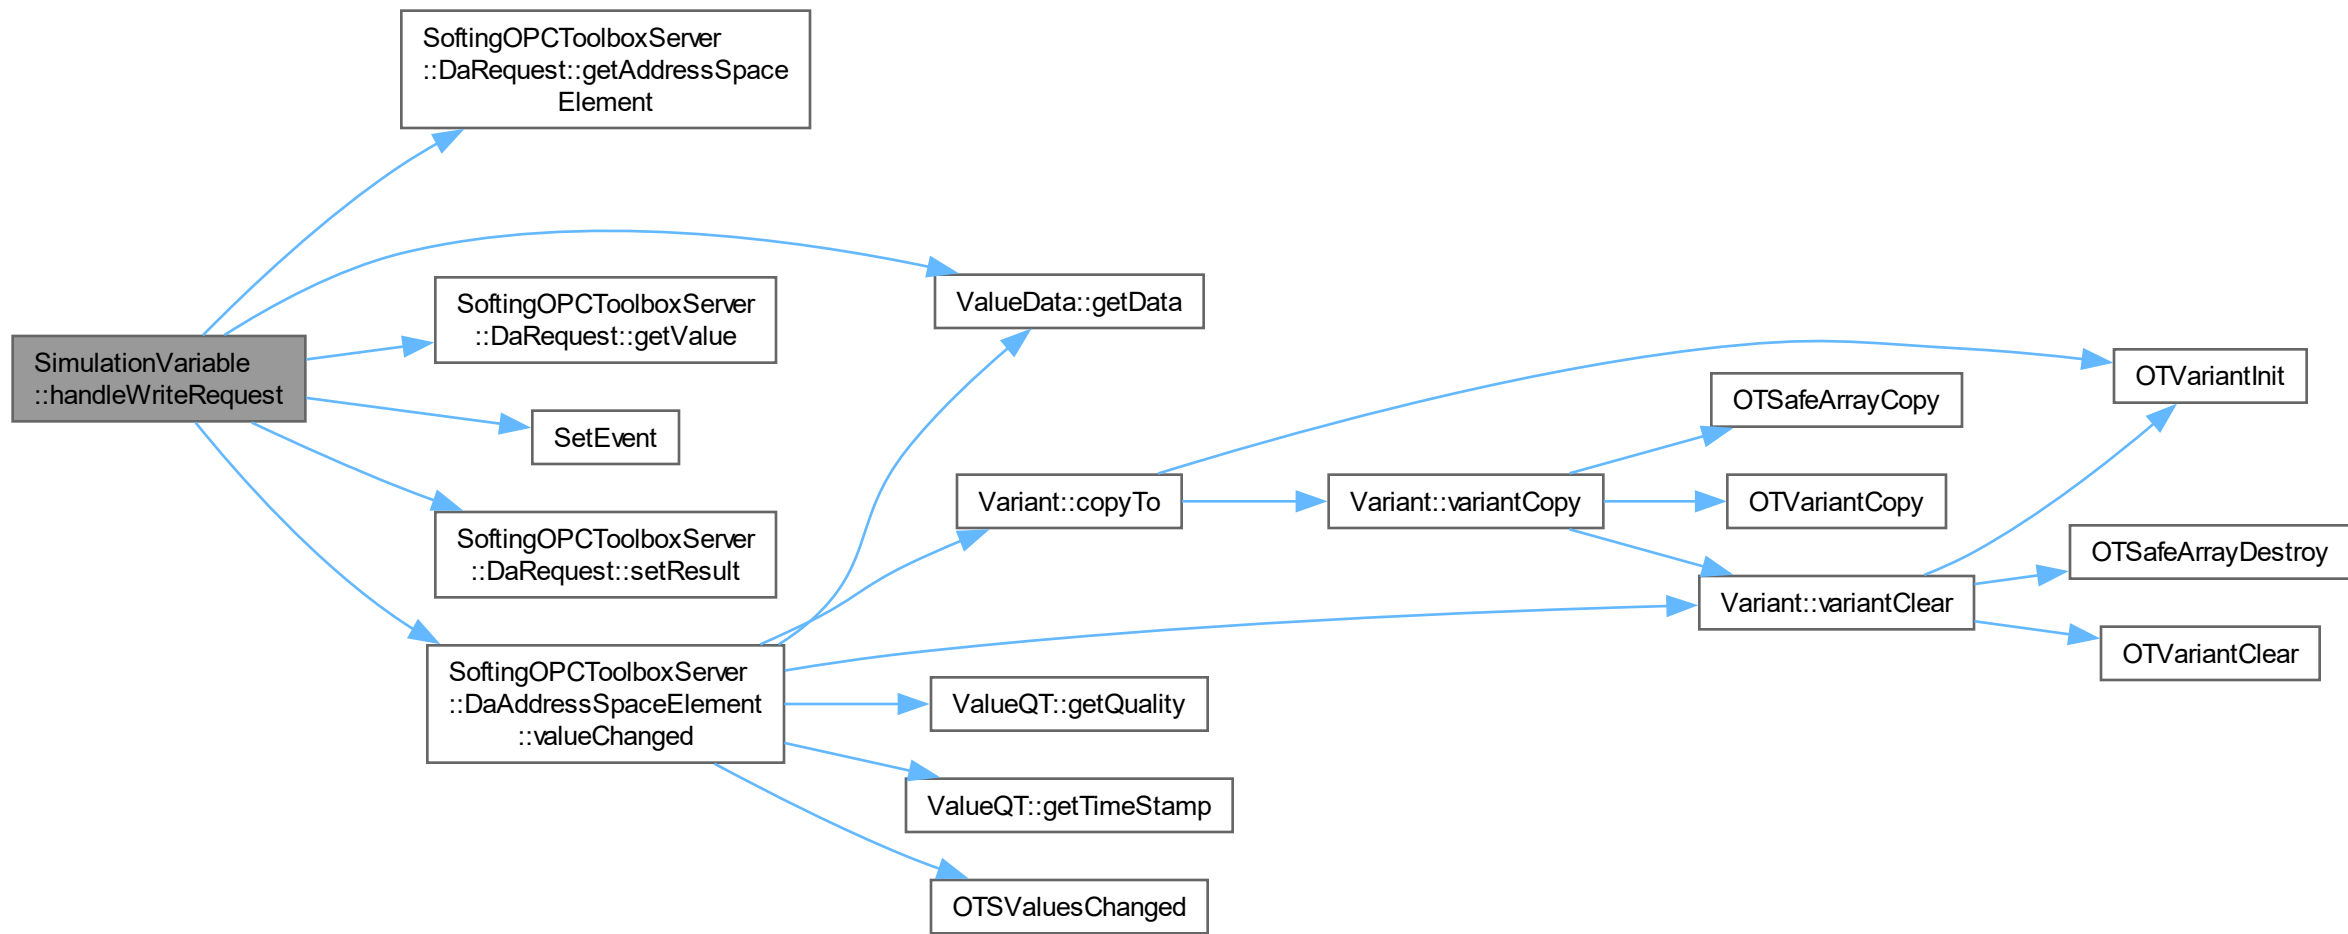 SoftingOPCToolboxServer
::DaRequest::getAddressSpace
Element
ValueData::getData
SoftingOPCToolboxServer
::DaRequest::getValue
SimulationVariable
::handleWriteRequest
SetEvent
SoftingOPCToolboxServer
::DaRequest::setResult
SoftingOPCToolboxServer
::DaAddressSpaceElement
::valueChanged
Variant::copyTo
ValueQT::getQuality
ValueQT::getTimeStamp
OTSValuesChanged
Variant::variantCopy
OTSafeArrayCopy
OTVariantCopy
Variant::variantClear
OTVariantInit
OTSafeArrayDestroy
OTVariantClear